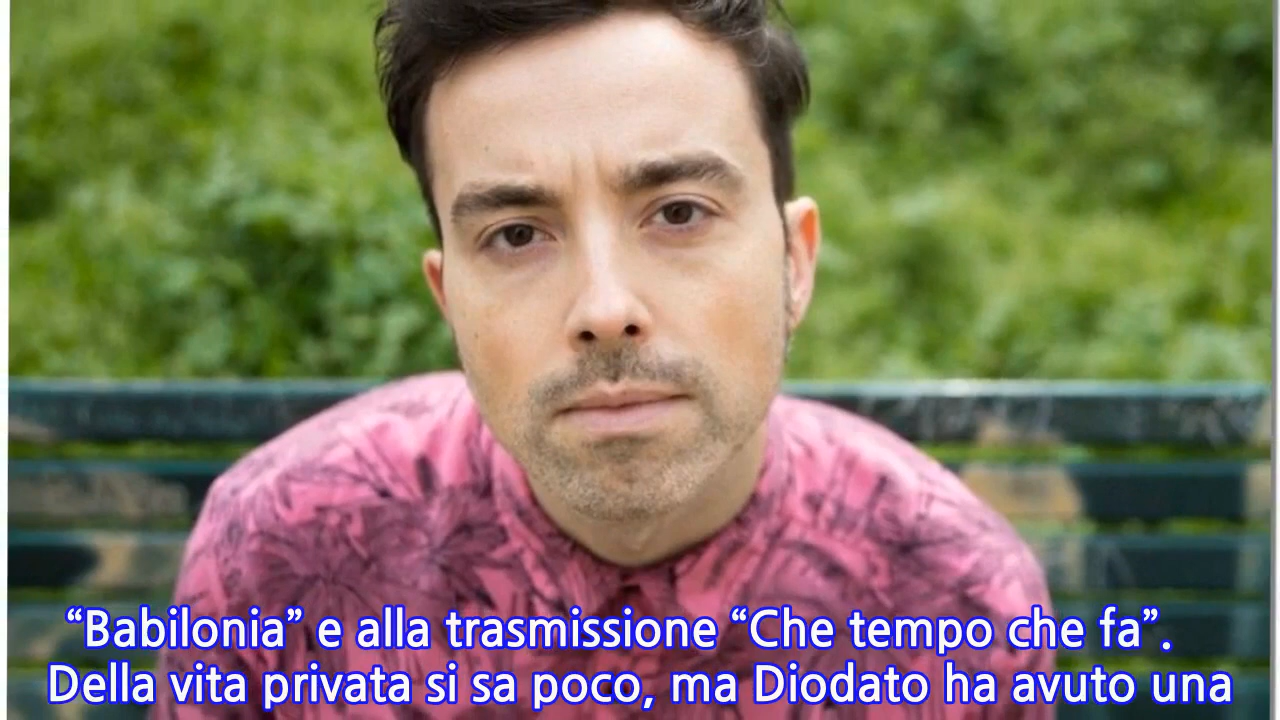 “Babilonia” e alla trasmissione “Che tempo che fa”.
Della vita privata si sa poco, ma Diodato ha avuto una